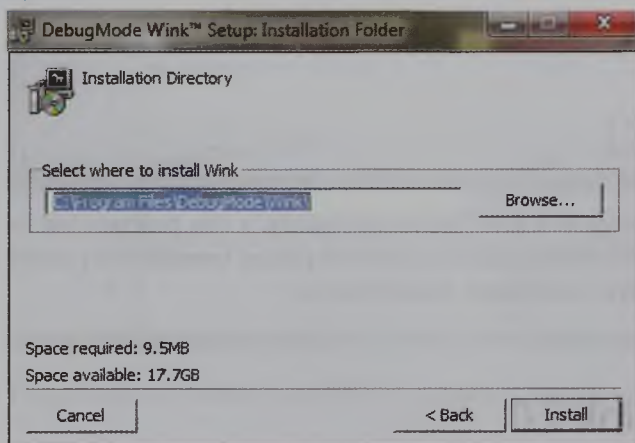 DebugMode Wink™ Setup: Installation Folder
Installation Directory
Select where to install Wink
C:\Program Files\DebugMode\Wink\
Browse...
Space required: 9.5MB
Space available: 17.7GB
Cancel
< Back
Install